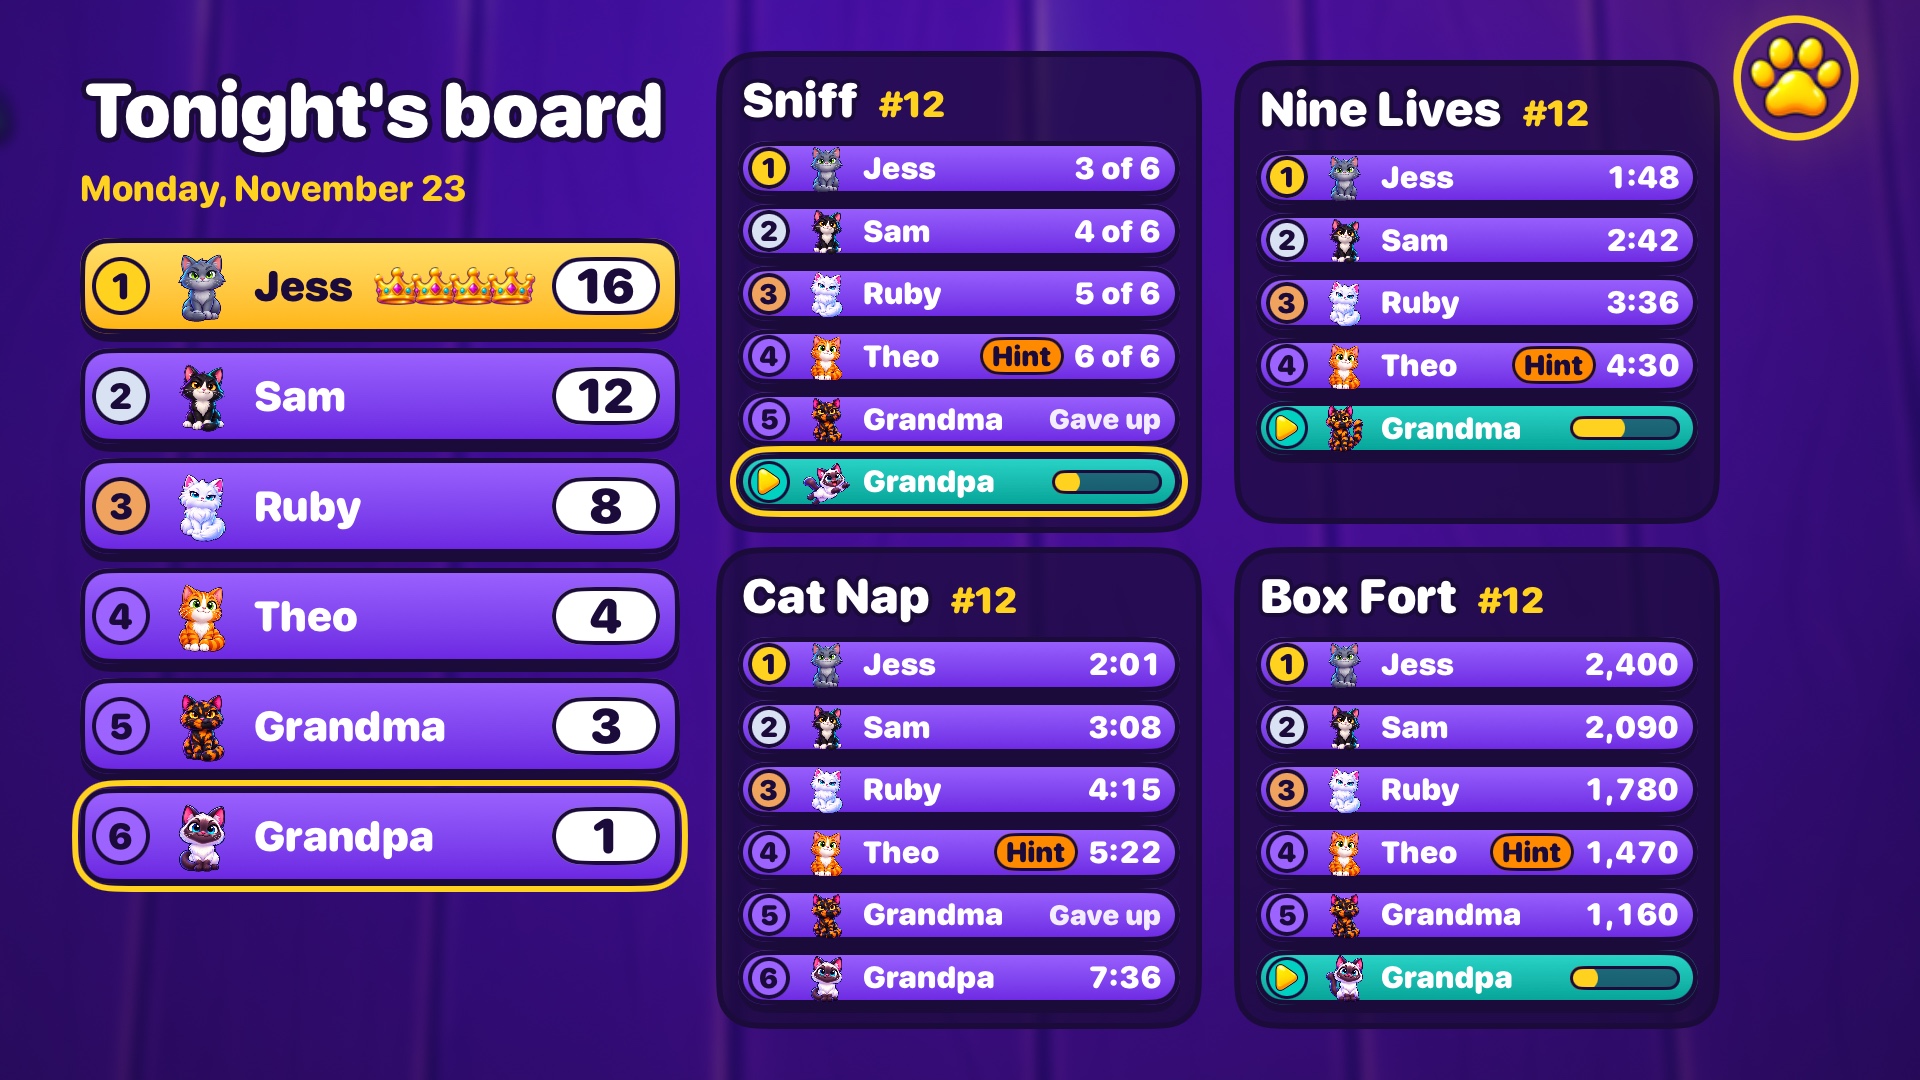 Tonight's board
Monday, November 23
1 Jess 16
2 Sam 12
3 Ruby 8
4 Theo 4
5 Grandma 3
6 Grandpa 1
Sniff #12
1 Jess 3 of 6
2 Sam 4 of 6
3 Ruby 5 of 6
4 Theo Hint 6 of 6
5 Grandma Gave up
Grandpa
Nine Lives #12
1 Jess 1:48
2 Sam 2:42
3 Ruby 3:36
4 Theo Hint 4:30
Grandma
Cat Nap #12
1 Jess 2:01
2 Sam 3:08
3 Ruby 4:15
4 Theo Hint 5:22
5 Grandma Gave up
6 Grandpa 7:36
Box Fort #12
1 Jess 2,400
2 Sam 2,090
3 Ruby 1,780
4 Theo Hint 1,470
5 Grandma 1,160
Grandpa